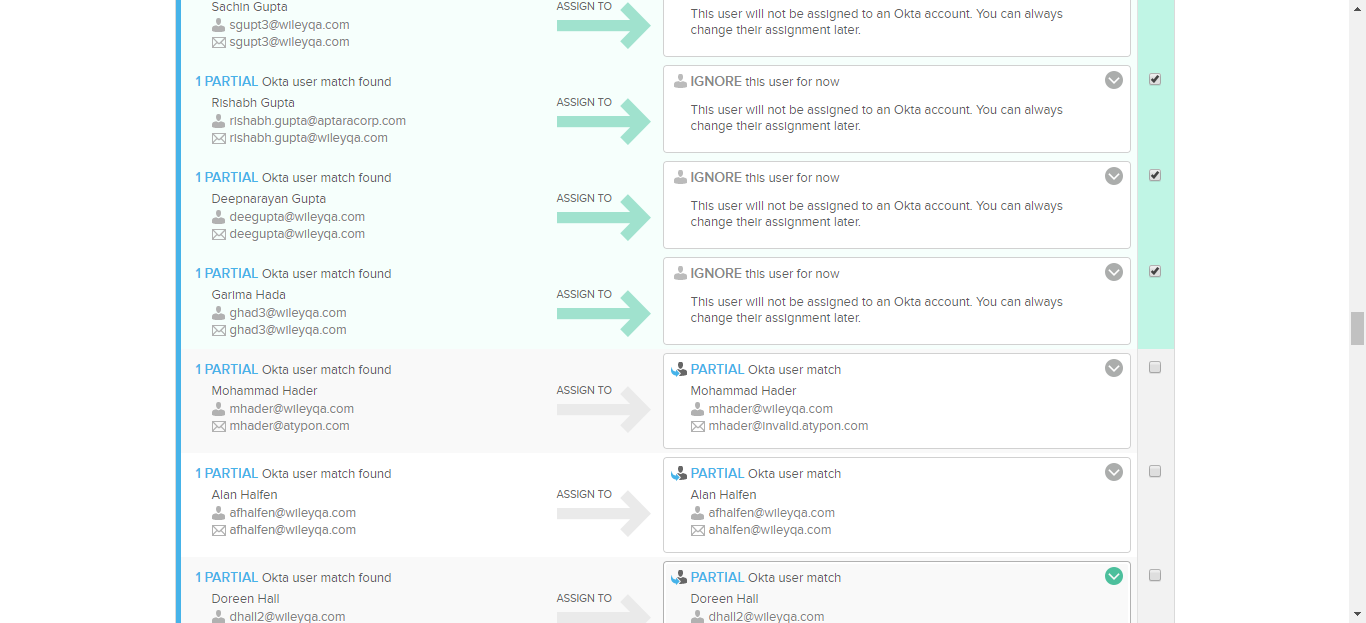 Sachin Gupta
sgupt3@wileyqa.com
sgupt3@wileyqa.com
ASSIGN TO
This user will not be assigned to an Okta account. You can always
change their assignment later.
1 PARTIAL Okta user match found
Rishabh Gupta
rishabh.gupta@aptaracorp.com
rishabh.gupta@wileyqa.com
ASSIGN TO
IGNORE this user for now
This user will not be assigned to an Okta account. You can always
change their assignment later.
1 PARTIAL Okta user match found
Deepnarayan Gupta
deegupta@wileyqa.com
deegupta@wileyqa.com
ASSIGN TO
IGNORE this user for now
This user will not be assigned to an Okta account. You can always
change their assignment later.
1 PARTIAL Okta user match found
Garima Hada
ghad3@wileyqa.com
ghad3@wileyqa.com
ASSIGN TO
IGNORE this user for now
This user will not be assigned to an Okta account. You can always
change their assignment later.
1 PARTIAL Okta user match found
Mohammad Hader
mhader@wileyqa.com
mhader@atypon.com
ASSIGN TO
PARTIAL Okta user match
Mohammad Hader
mhader@wileyqa.com
mhader@invalid.atypon.com
1 PARTIAL Okta user match found
Alan Halfen
afhalfen@wileyqa.com
afhalfen@wileyqa.com
ASSIGN TO
PARTIAL Okta user match
Alan Halfen
afhalfen@wileyqa.com
ahalfen@wileyqa.com
1 PARTIAL Okta user match found
Doreen Hall
dhall2@wileyqa.com
ASSIGN TO
PARTIAL Okta user match
Doreen Hall
dhall2@wileyqa.com